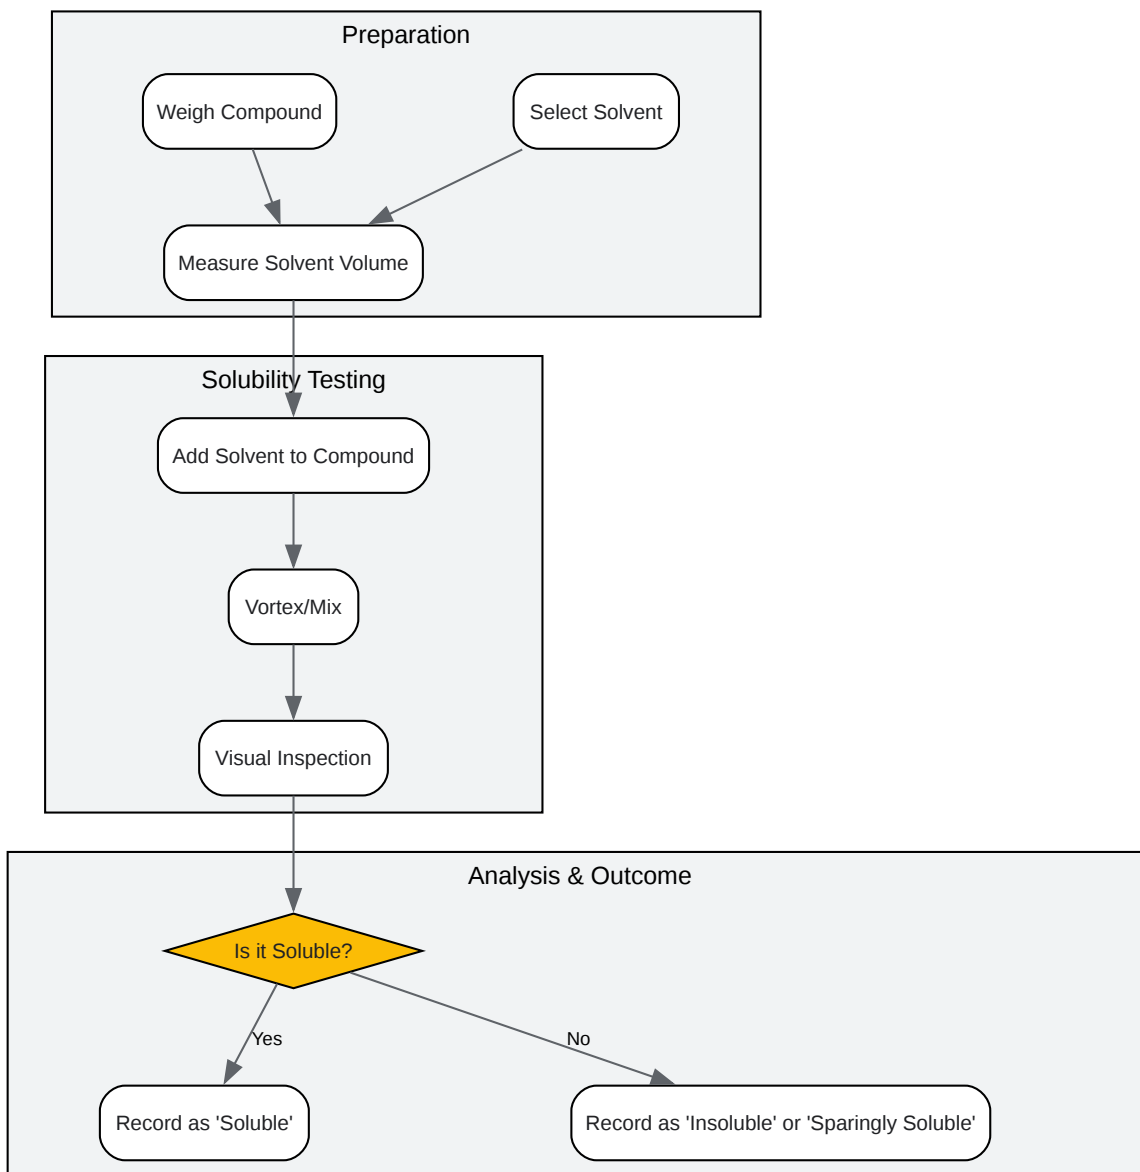 Preparation
Weigh Compound
Select Solvent
Measure Solvent Volume
Solubility Testing
Add Solvent to Compound
Vortex/Mix
Visual Inspection
Analysis & Outcome
Is it Soluble?
Yes
No
Record as 'Soluble'
Record as 'Insoluble' or 'Sparingly Soluble'